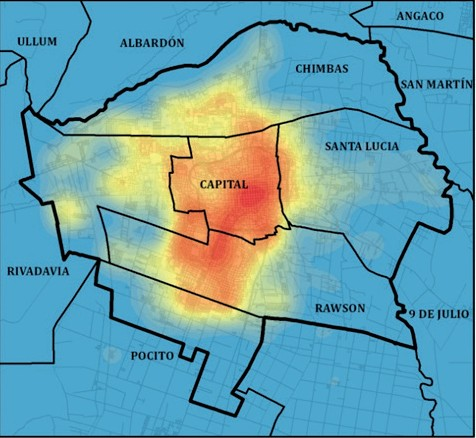 ANGACO
ULLUM
ALBARDÓN
CHIMBAS
SAN MARTÍN
SANTA LUCIA
CAPITAL
RIVADAVIA
RAWSON
9 DE JULIO
POCITO